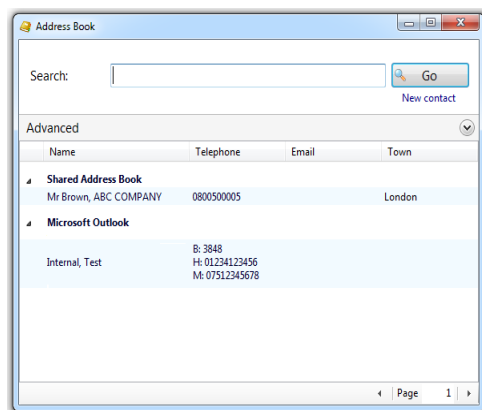 Address Book
Search:
Go
New contact
Advanced
Name Telephone Email Town
Shared Address Book
Mr Brown, ABC COMPANY 0800500005 London
Microsoft Outlook
B: 3848
Internal, Test H: 01234123456
M: 07512345678
Page 1